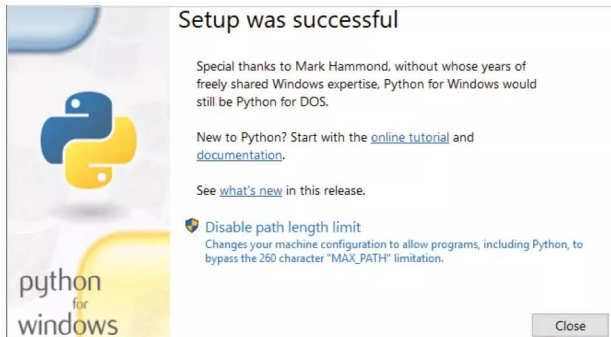 Setup was successful
Special thanks to Mark Hammond, without whose years of
freely shared Windows expertise, Python for Windows would
still be Python for DOS.
New to Python? Start with the online tutorial and
documentation.
See what's new in this release.
Disable path length limit
Changes your machine configuration to allow programs, including Python, to
bypass the 260 character "MAX_PATH" limitation.
python
for
windows
Close